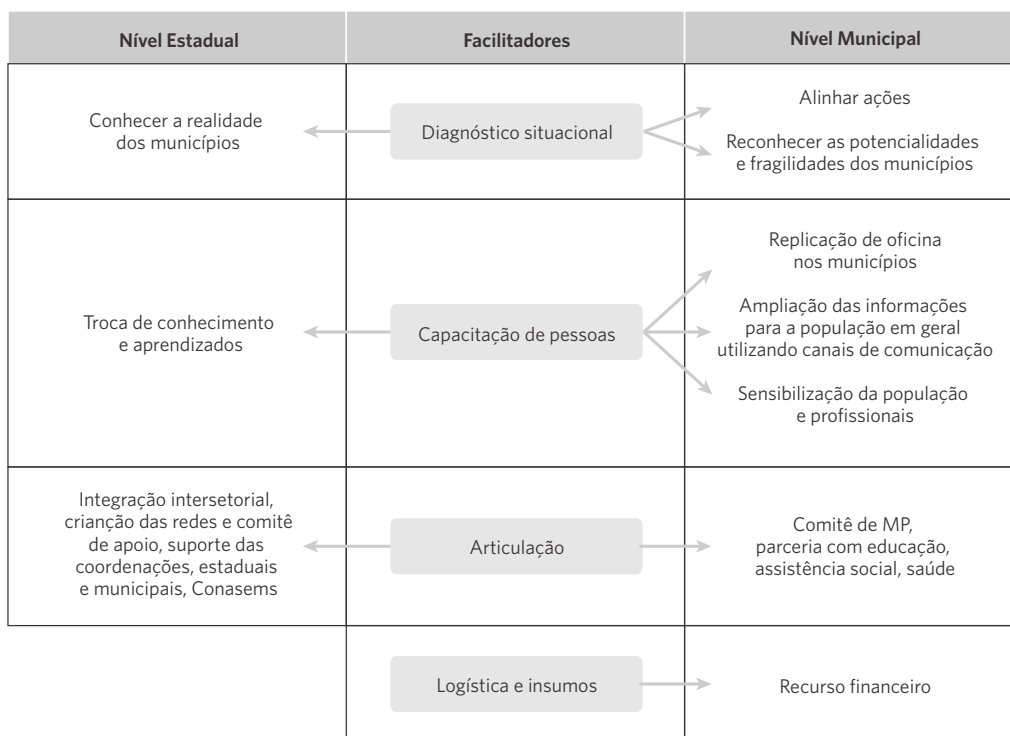 Nível Estadual
Facilitadores
Nível Municipal
Conhecer a realidade
dos municípios
Diagnóstico situacional
Alinhar ações
Reconhecer as potencialidades
e fragilidades dos municípios
Troca de conhecimento
e aprendizados
Capacitação de pessoas
Replicação de oficina
nos municípios
Ampliação das informações
para a população em geral
utilizando canais de comunicação
Sensibilização da população
e profissionais
Integração intersetorial,
crianção das redes e comitê
de apoio, suporte das
coordenações, estaduais
e municipais, Conasems
Articulação
Comitê de MP,
parceria com educação,
assistência social, saúde
Logística e insumos
Recurso financeiro